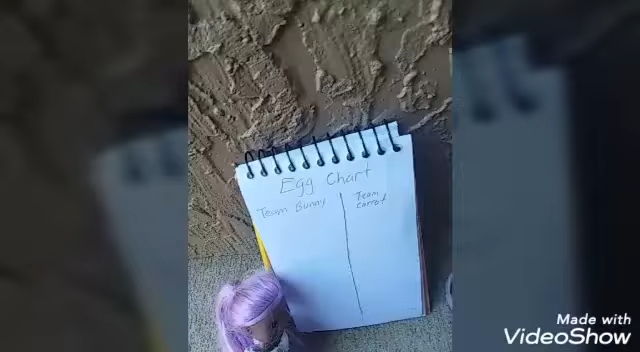 Egg Chart
Team Bunny
Team
Carrot
Made with
VideoShow